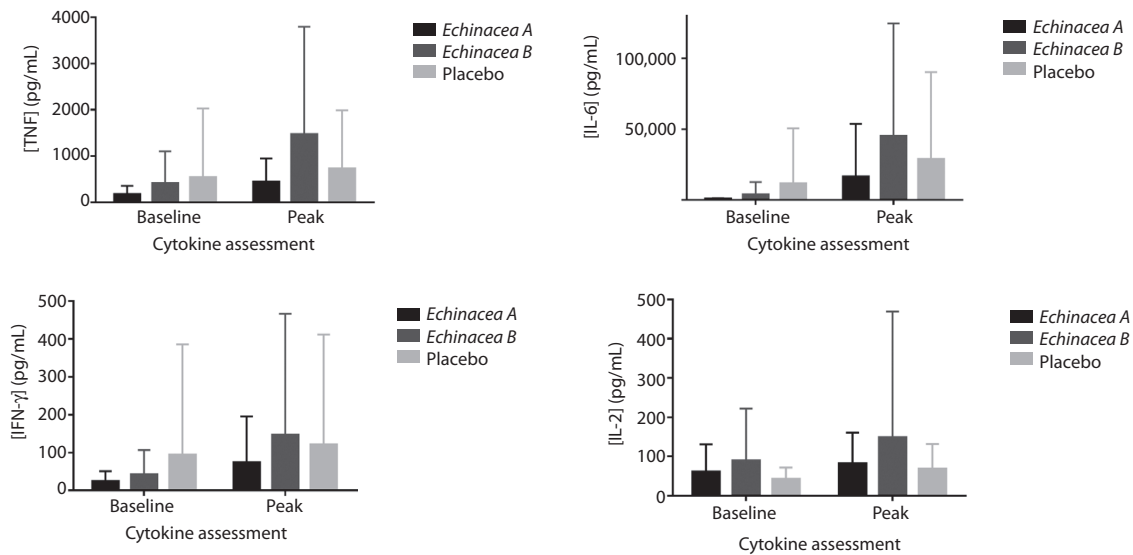 [TNF] (pg/mL)
4000
3000
2000
1000
0
Baseline
Peak
Cytokine assessment
Echinacea A
Echinacea B
Placebo
[IL-6] (pg/mL)
100,000
50,000
Baseline
Peak
Cytokine assessment
Echinacea A
Echinacea B
Placebo
[IFN-γ] (pg/mL)
500
400
300
200
100
0
Baseline
Peak
Cytokine assessment
Echinacea A
Echinacea B
Placebo
[IL-2] (pg/mL)
500
400
300
200
100
0
Baseline
Peak
Cytokine assessment
Echinacea A
Echinacea B
Placebo